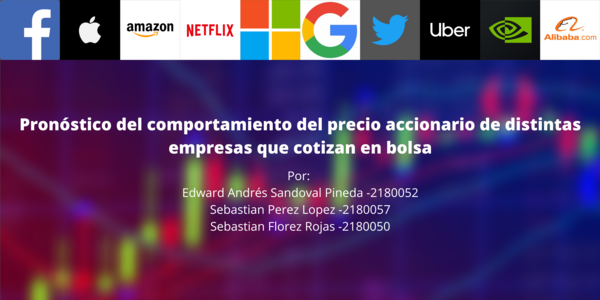 amazon
NETFLIX
Uber
Alibaba.com
Pronóstico del comportamiento del precio accionario de distintas
empresas que cotizan en bolsa
Por:
Edward Andrés Sandoval Pineda -2180052
Sebastian Perez Lopez -2180057
Sebastian Florez Rojas -2180050